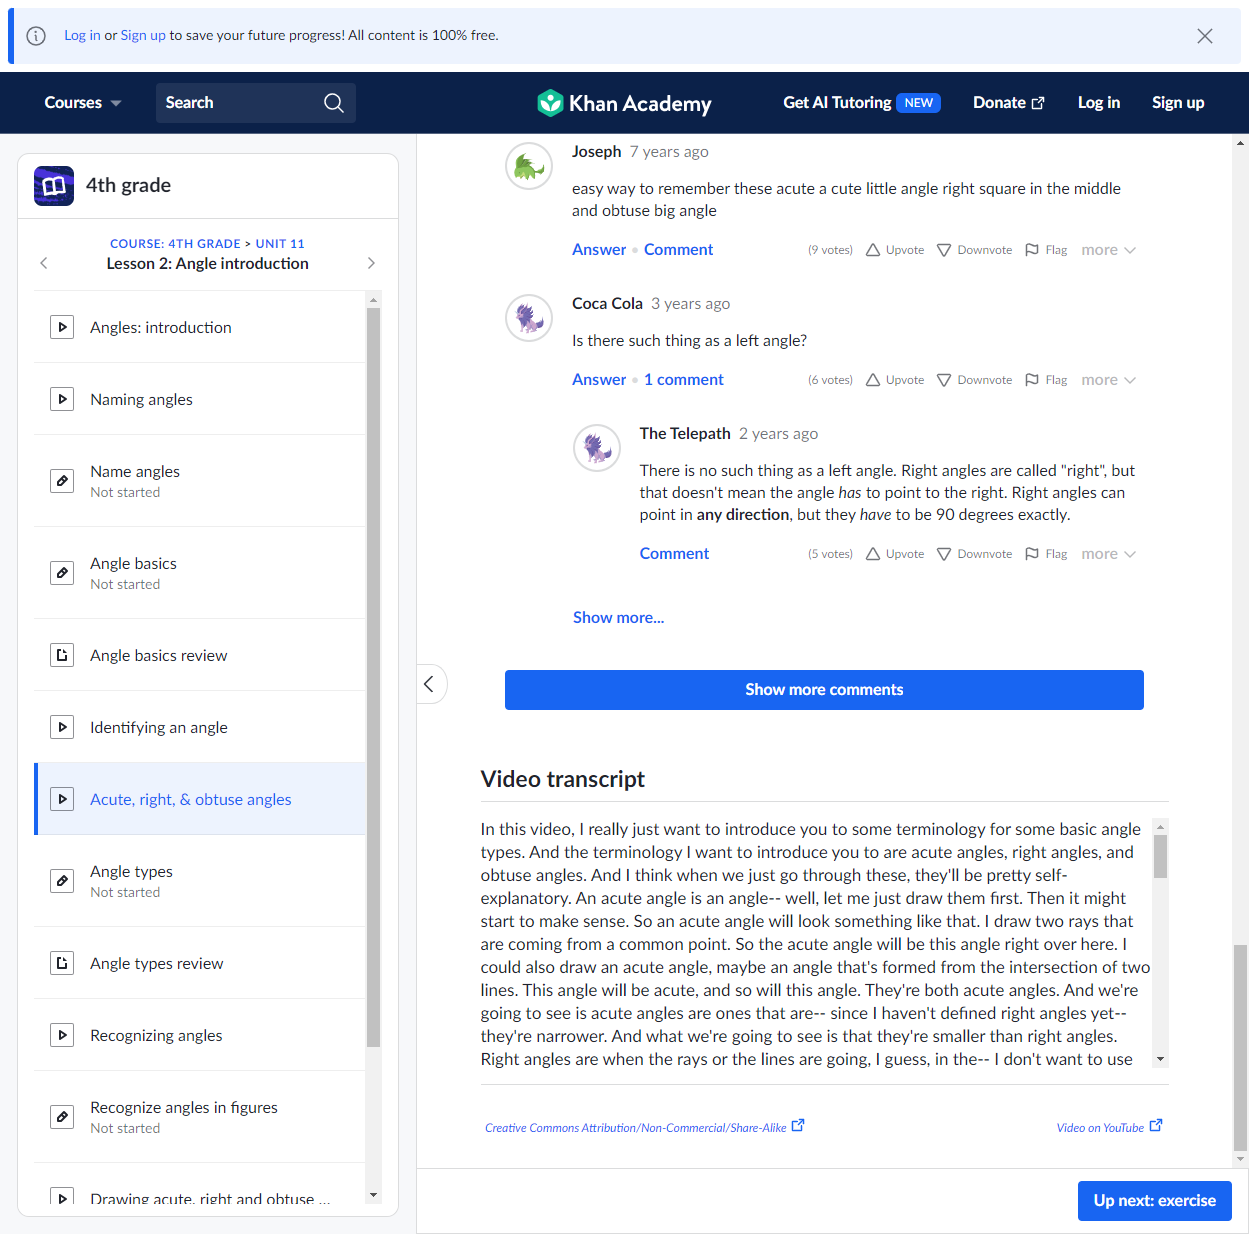 Log in or Sign up to save your future progress! All content is 100% free.
Courses
Search
Khan Academy
Get AI Tutoring NEW
Donate
Log in
Sign up
4th grade
COURSE: 4TH GRADE > UNIT 11
Lesson 2: Angle introduction
Angles: introduction
Naming angles
Name angles
Not started
Angle basics
Not started
Angle basics review
Identifying an angle
Acute, right, & obtuse angles
Angle types
Not started
Angle types review
Recognizing angles
Recognize angles in figures
Not started
Drawing acute, right and obtuse ...
Joseph 7 years ago
easy way to remember these acute a cute little angle right square in the middle
and obtuse big angle
Answer • Comment (9 votes) Upvote Downvote Flag more
Coca Cola 3 years ago
Is there such thing as a left angle?
Answer • 1 comment (6 votes) Upvote Downvote Flag more
The Telepath 2 years ago
There is no such thing as a left angle. Right angles are called "right", but
that doesn't mean the angle has to point to the right. Right angles can
point in any direction, but they have to be 90 degrees exactly.
Comment (5 votes) Upvote Downvote Flag more
Show more...
Show more comments
Video transcript
In this video, I really just want to introduce you to some terminology for some basic angle
types. And the terminology I want to introduce you to are acute angles, right angles, and
obtuse angles. And I think when we just go through these, they'll be pretty self-
explanatory. An acute angle is an angle-- well, let me just draw them first. Then it might
start to make sense. So an acute angle will look something like that. I draw two rays that
are coming from a common point. So the acute angle will be this angle right over here. I
could also draw an acute angle, maybe an angle that's formed from the intersection of two
lines. This angle will be acute, and so will this angle. They're both acute angles. And we're
going to see is acute angles are ones that are-- since I haven't defined right angles yet--
they're narrower. And what we're going to see is that they're smaller than right angles.
Right angles are when the rays or the lines are going, I guess, in the-- I don't want to use
Creative Commons Attribution/Non-Commercial/Share-Alike
Video on YouTube
Up next: exercise